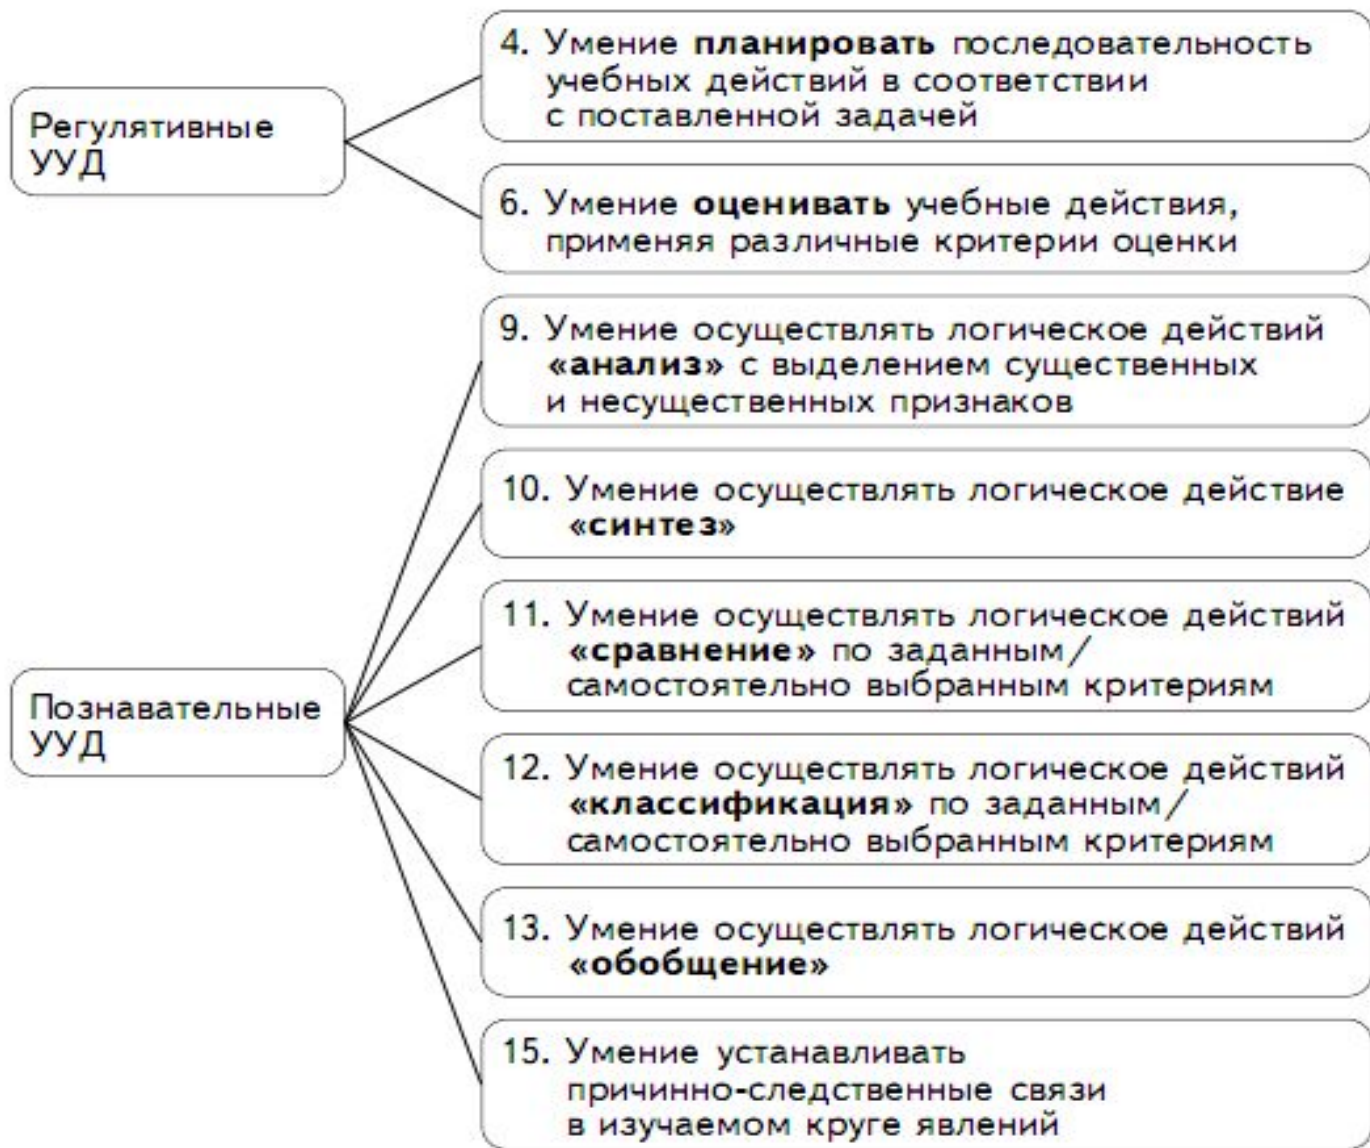 Регулятивные
УУД
4. Умение планировать последовательность
учебных действий в соответствии
с поставленной задачей
6. Умение оценивать учебные действия,
применяя различные критерии оценки
Познавательные
УУД
9. Умение осуществлять логическое действий
«анализ» с выделением существенных
и несущественных признаков
10. Умение осуществлять логическое действие
«синтез»
11. Умение осуществлять логическое действий
«сравнение» по заданным/
самостоятельно выбранным критериям
12. Умение осуществлять логическое действий
«классификация» по заданным/
самостоятельно выбранным критериям
13. Умение осуществлять логическое действий
«обобщение»
15. Умение устанавливать
причинно-следственные связи
в изучаемом круге явлений